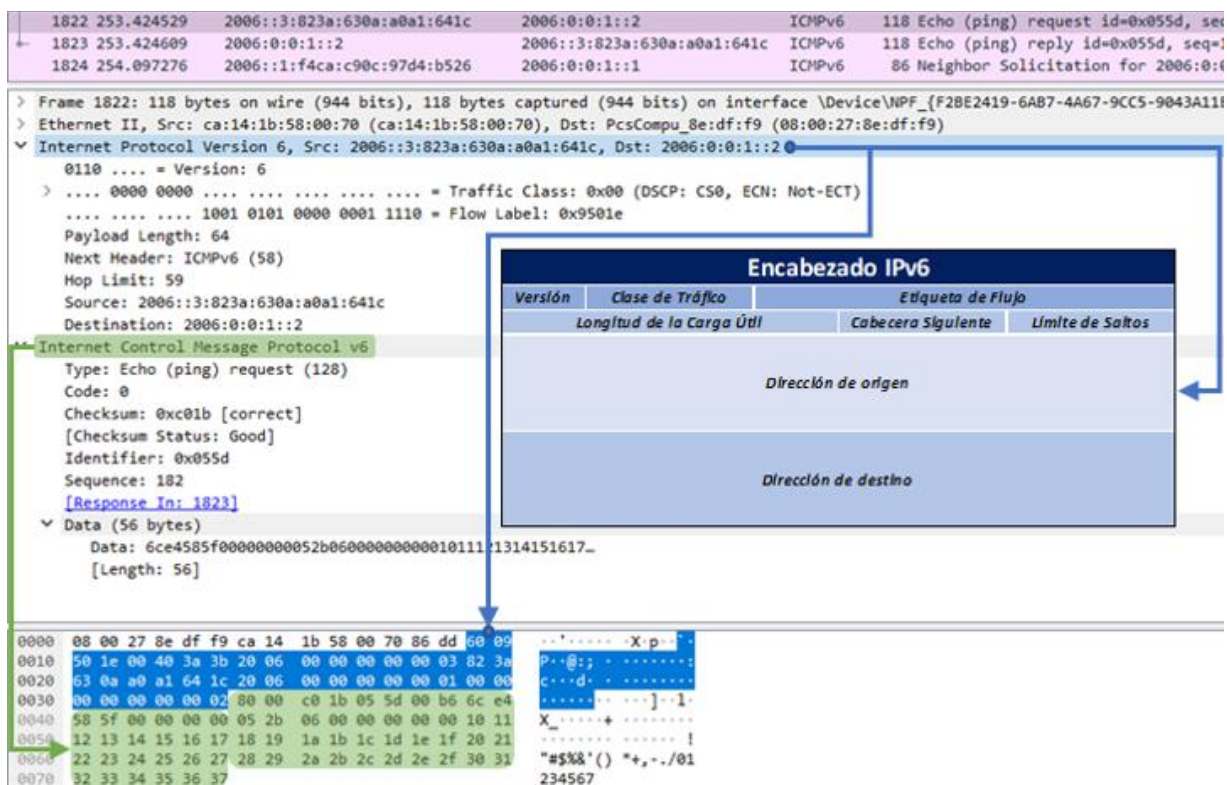 1822 253.424529 2006::3:823a:630a:a0a1:641c 2006:0:0:1::2 ICMPv6 118 Echo (ping) request id=0x055d, seq
1823 253.424609 2006:0:0:1::2 2006::3:823a:630a:a0a1:641c ICMPv6 118 Echo (ping) reply id=0x055d, seq=1
1824 254.097276 2006::1:f4ca:c90c:97d4:b526 2006:0:0:1::1 ICMPv6 86 Neighbor Solicitation for 2006:0:0
> Frame 1822: 118 bytes on wire (944 bits), 118 bytes captured (944 bits) on interface \Device\NPF_{F2BE2419-6AB7-4A67-9CC5-9043A11E
> Ethernet II, Src: ca:14:1b:58:00:70 (ca:14:1b:58:00:70), Dst: PcsCompu_8e:df:f9 (08:00:27:8e:df:f9)
Internet Protocol Version 6, Src: 2006::3:823a:630a:a0a1:641c, Dst: 2006:0:0:1::2
0110 .... = Version: 6
> .... 0000 0000 .... .... .... .... .... = Traffic Class: 0x00 (DSCP: CS0, ECN: Not-ECT)
.... .... .... 1001 0101 0000 0001 1110 = Flow Label: 0x9501e
Payload Length: 64
Next Header: ICMPv6 (58)
Hop Limit: 59
Source: 2006::3:823a:630a:a0a1:641c
Destination: 2006:0:0:1::2
Internet Control Message Protocol v6
Type: Echo (ping) request (128)
Code: 0
Checksum: 0xc01b [correct]
[Checksum Status: Good]
Identifier: 0x055d
Sequence: 182
[Response In: 1823]
Data (56 bytes)
Data: 6ce4585f00000000052b0600000000001011121314151617…
[Length: 56]
Encabezado IPv6
Versión Clase de Tráfico Etiqueta de Flujo
Longitud de la Carga Útil Cabecera Siguiente Límite de Saltos
Dirección de origen
Dirección de destino
0000 08 00 27 8e df f9 ca 14 1b 58 00 70 86 dd 60 09 ··'····· ·X·p··`·
0010 50 1e 00 40 3a 3b 20 06 00 00 00 00 00 03 82 3a P··@:; · ·······:
0020 63 0a a0 a1 64 1c 20 06 00 00 00 00 00 01 00 00 c···d· · ········
0030 00 00 00 00 00 02 80 00 c0 1b 05 5d 00 b6 6c e4 ········ ···]··l·
0040 58 5f 00 00 00 00 05 2b 06 00 00 00 00 00 10 11 X_·····+ ········
0050 12 13 14 15 16 17 18 19 1a 1b 1c 1d 1e 1f 20 21 ········ ······ !
0060 22 23 24 25 26 27 28 29 2a 2b 2c 2d 2e 2f 30 31 "#$%&'() *+,-./01
0070 32 33 34 35 36 37 234567